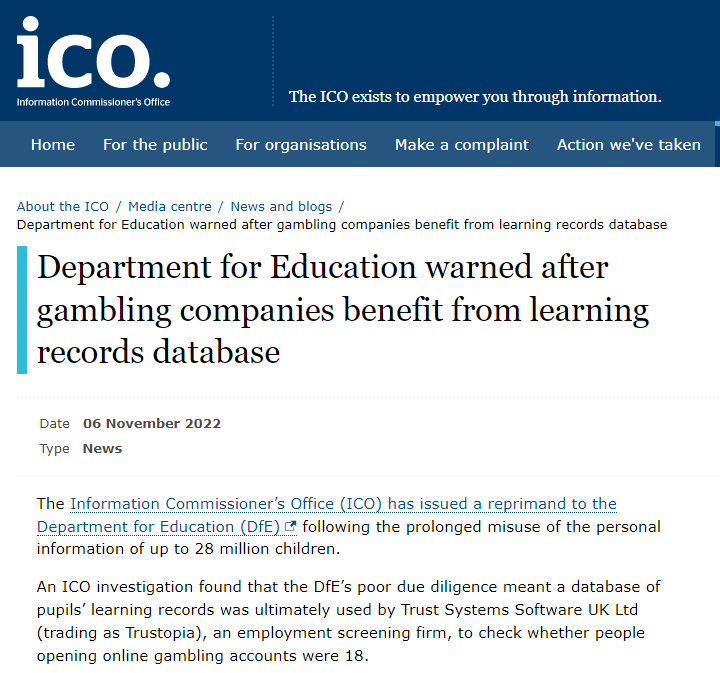 ico.
Information Commissioner's Office
The ICO exists to empower you through information.
Home For the public For organisations Make a complaint Action we've taken
About the ICO / Media centre / News and blogs /
Department for Education warned after gambling companies benefit from learning records database
Department for Education warned after
gambling companies benefit from learning
records database
Date 06 November 2022
Type News
The Information Commissioner’s Office (ICO) has issued a reprimand to the
Department for Education (DfE) following the prolonged misuse of the personal
information of up to 28 million children.
An ICO investigation found that the DfE’s poor due diligence meant a database of
pupils’ learning records was ultimately used by Trust Systems Software UK Ltd
(trading as Trustopia), an employment screening firm, to check whether people
opening online gambling accounts were 18.